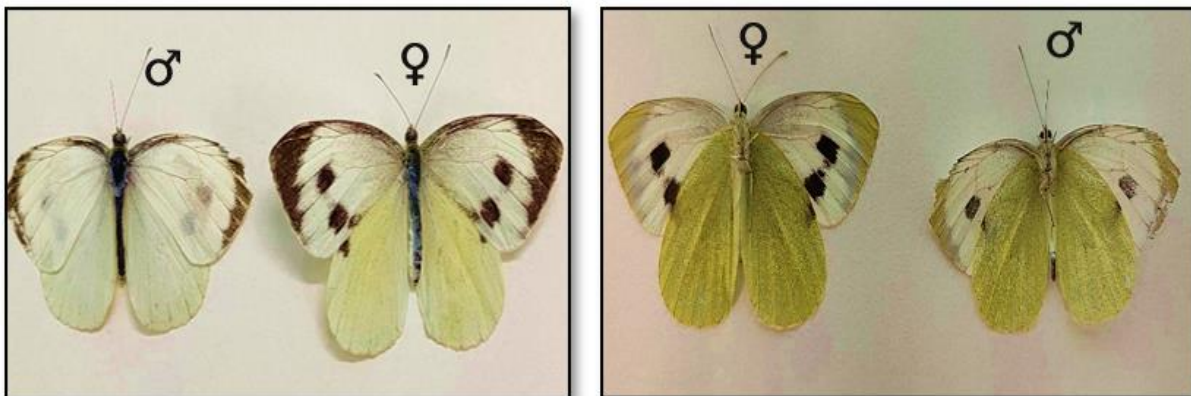 ♂ ♀ ♀ ♂